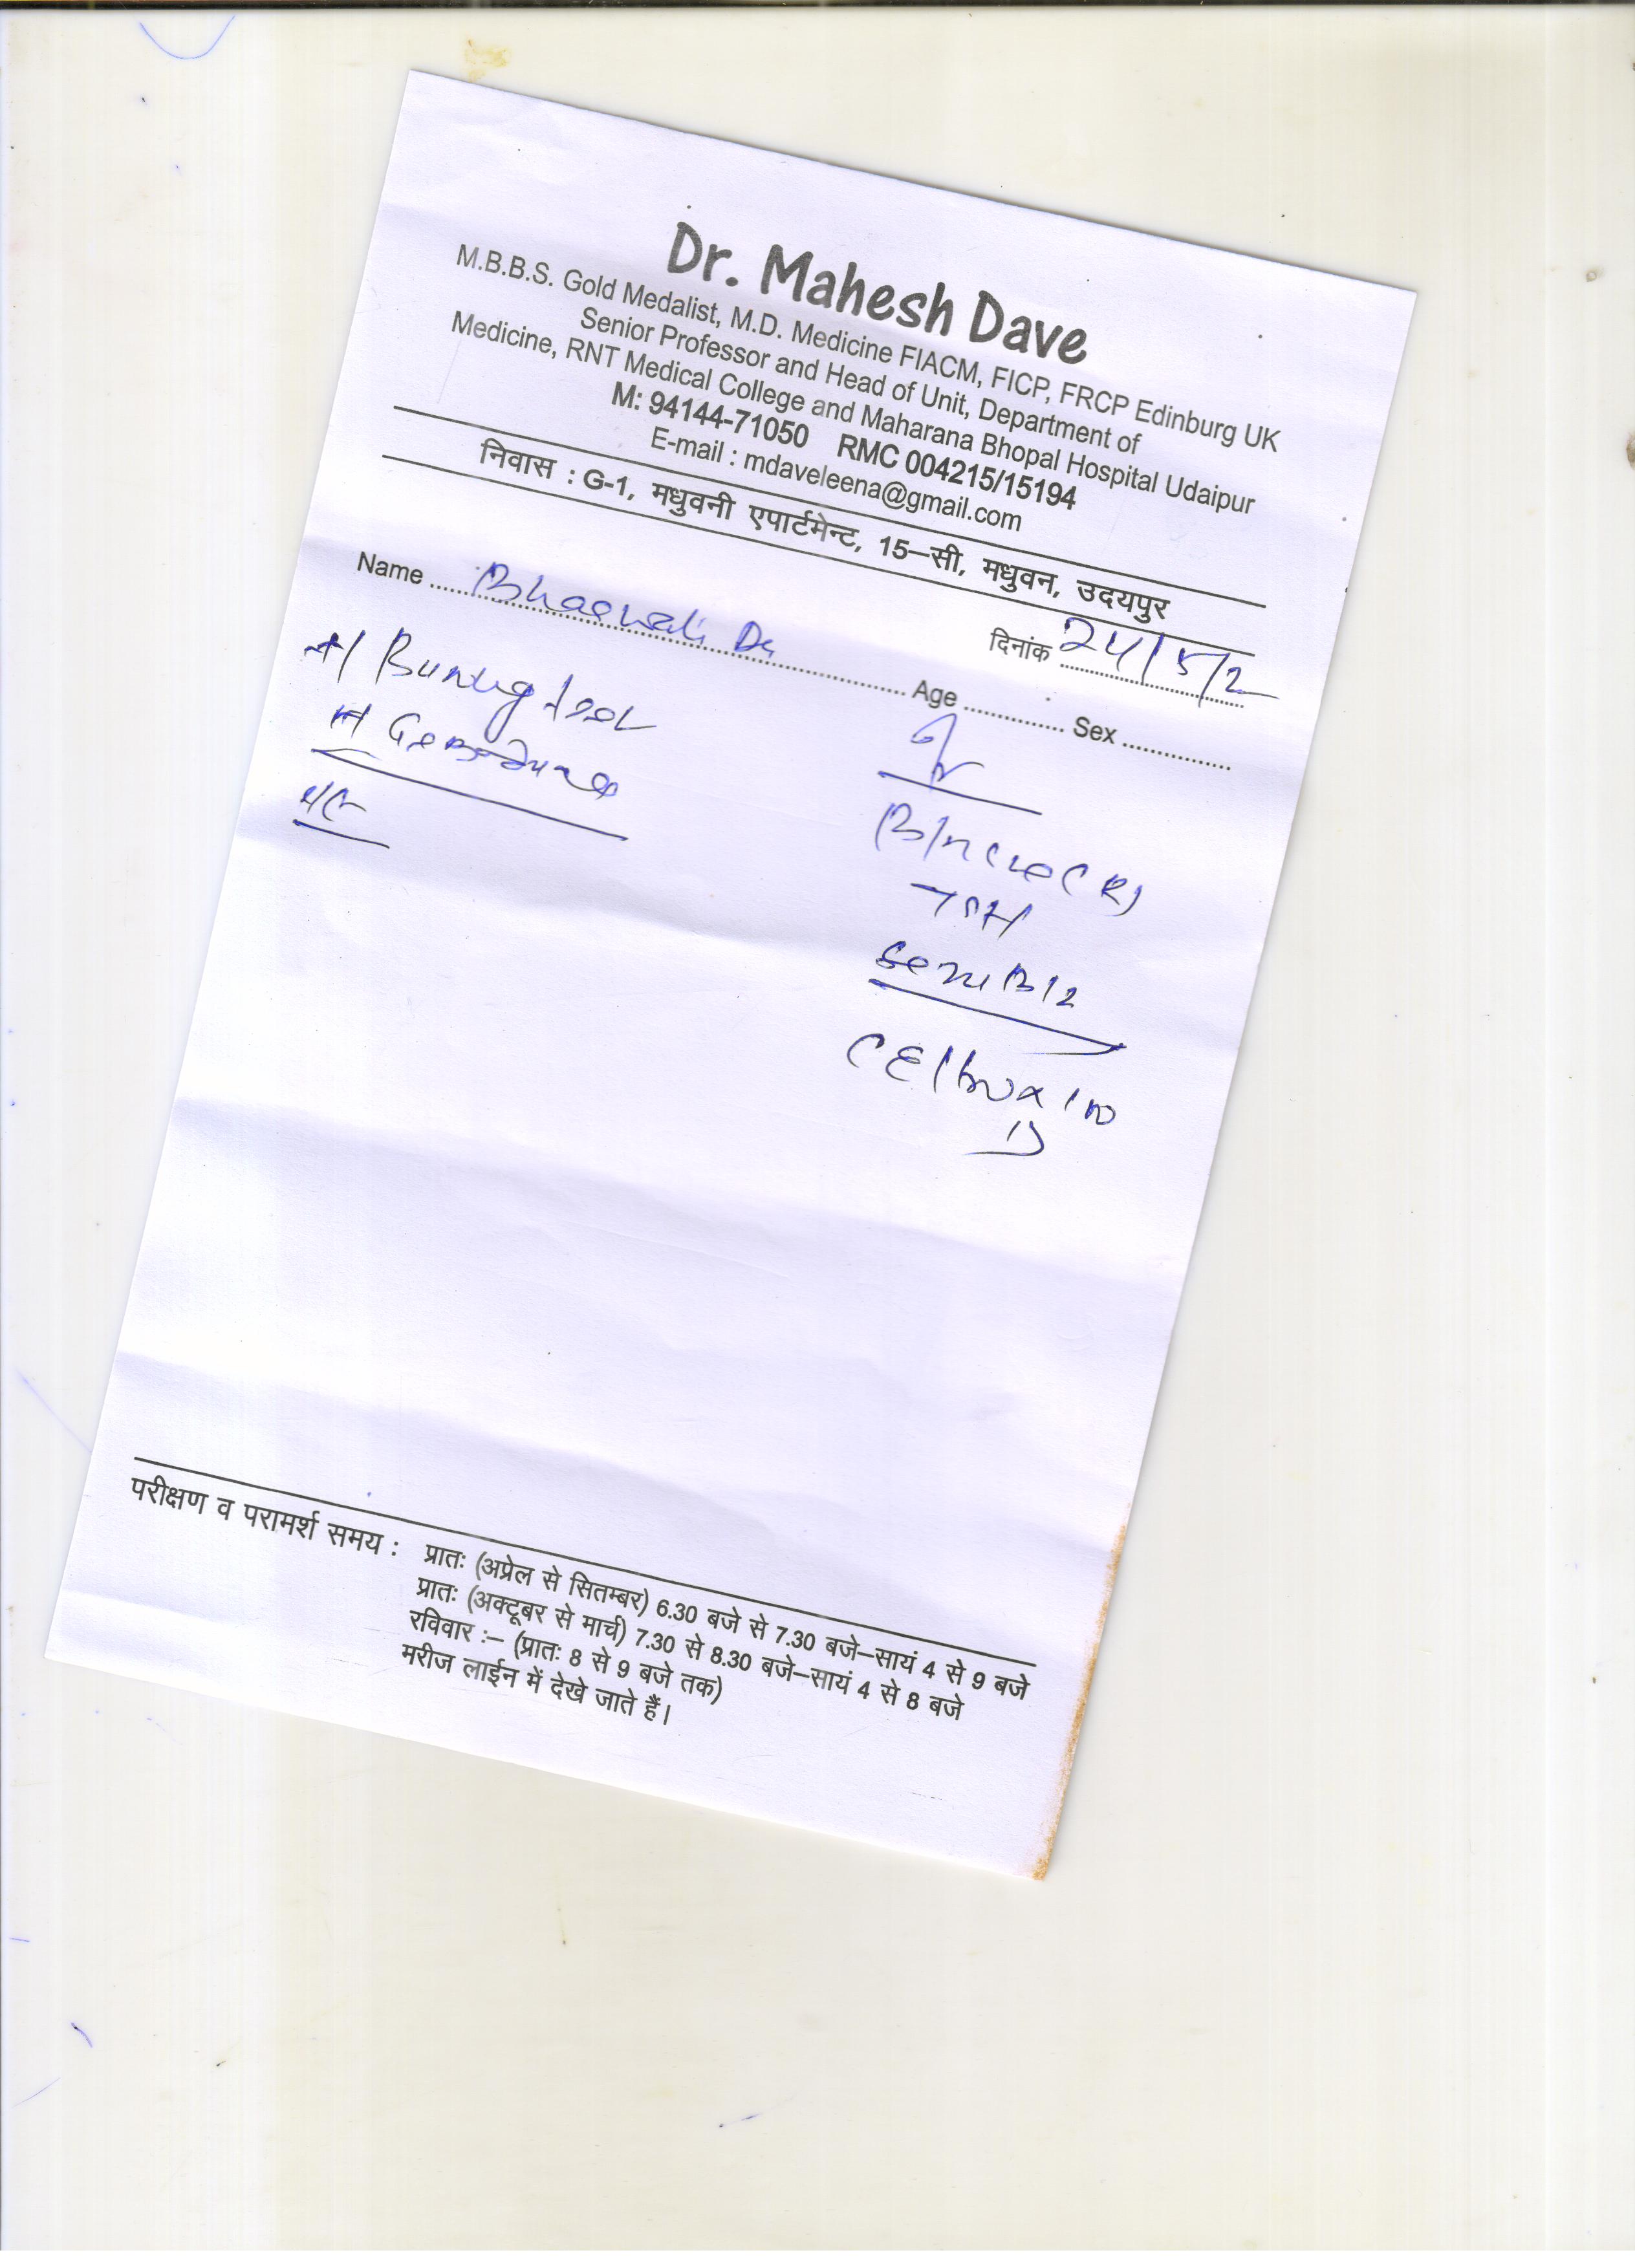 Dr. Mahesh Dave
M.B.B.S. Gold Medalist, M.D. Medicine FIACM, FICP, FRCP Edinburg UK
Senior Professor and Head of Unit, Department of
Medicine, RNT Medical College and Maharana Bhopal Hospital Udaipur
M: 94144-71050 RMC 004215/15194
E-mail : mdaveleena@gmail.com
निवास : G-1, मधुवनी एपार्टमेन्ट, 15–सी, मधुवन, उदयपुर
दिनांक 24/5/2
Name Age Sex
Burning feet
TSH
B12
परीक्षण व परामर्श समय : प्रातः (अप्रेल से सितम्बर) 6.30 बजे से 7.30 बजे–सायं 4 से 9 बजे
प्रातः (अक्टूबर से मार्च) 7.30 से 8.30 बजे–सायं 4 से 8 बजे
रविवार :– (प्रातः 8 से 9 बजे तक)
मरीज लाईन में देखे जाते हैं।